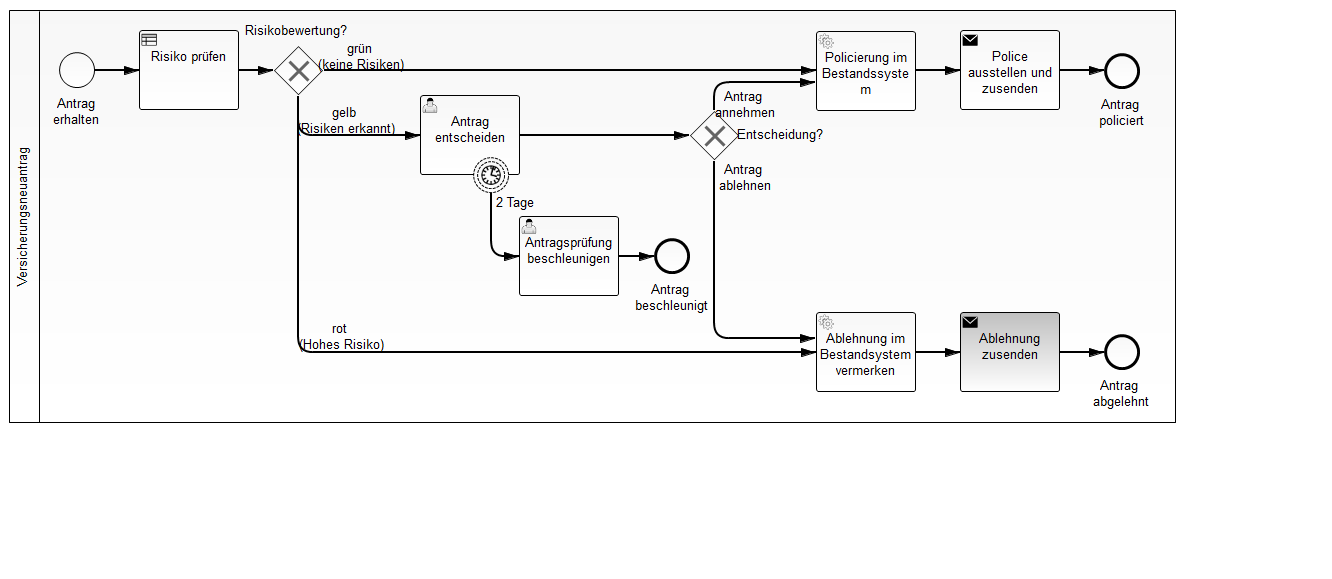 Versicherungsneuantrag
Antrag
erhalten
Risiko prüfen
Risikobewertung?
grün
(keine Risiken)
gelb
(Risiken erkannt)
rot
(Hohes Risiko)
Antrag
entscheiden
2 Tage
Antragsprüfung
beschleunigen
Antrag
beschleunigt
Antrag
annehmen
Entscheidung?
Antrag
ablehnen
Policierung im
Bestandssyste
m
Police
ausstellen und
zusenden
Antrag
policiert
Ablehnung im
Bestandsystem
vermerken
Ablehnung
zusenden
Antrag
abgelehnt